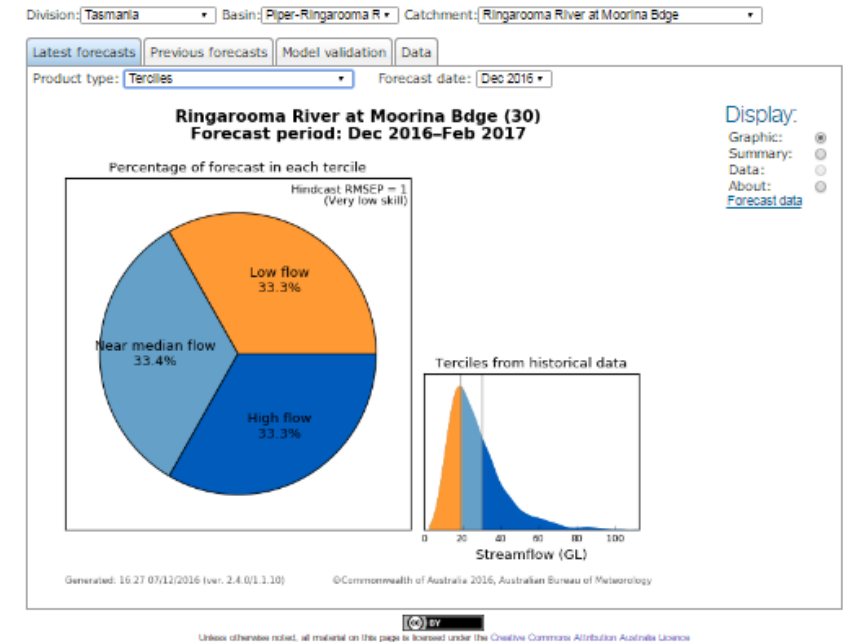 Division: Tasmania Basin: Piper-Ringarooma R Catchment: Ringarooma River at Moorina Bdge
Latest forecasts Previous forecasts Model validation Data
Product type: Terciles Forecast date: Dec 2016
Ringarooma River at Moorina Bdge (30)
Forecast period: Dec 2016–Feb 2017
Display:
Graphic:
Summary:
Data:
About:
Forecast data
Percentage of forecast in each tercile
Hindcast RMSEP = 1
(Very low skill)
Low flow
33.3%
Near median flow
33.4%
High flow
33.3%
Terciles from historical data
0 20 40 60 80 100
Streamflow (GL)
Generated: 16:27 07/12/2016 (ver. 2.4.0/1.1.10) ©Commonwealth of Australia 2016, Australian Bureau of Meteorology
(cc) BY
Unless otherwise noted, all material on this page is licensed under the Creative Commons Attribution Australia Licence